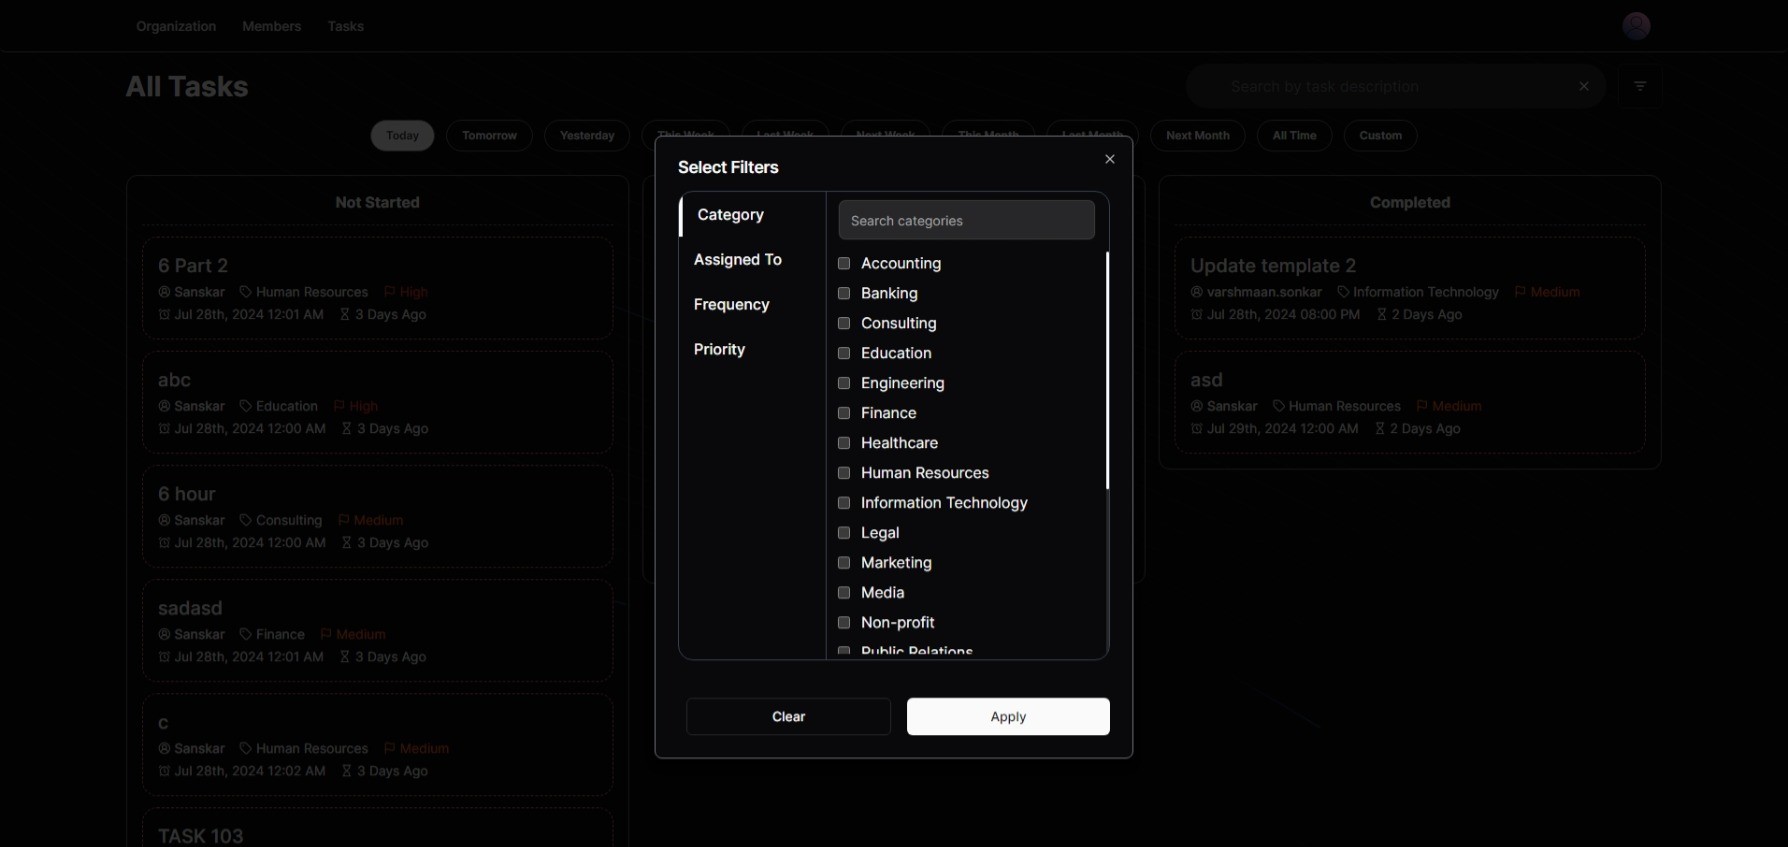 Organization Members Tasks
All Tasks
Search by task description
Today Tomorrow Yesterday This Week Last Week Next Week This Month Last Month Next Month All Time Custom
Not Started
6 Part 2
Sanskar Human Resources High
Jul 28th, 2024 12:01 AM 3 Days Ago
abc
Sanskar Education High
Jul 28th, 2024 12:00 AM 3 Days Ago
6 hour
Sanskar Consulting Medium
Jul 28th, 2024 12:00 AM 3 Days Ago
sadasd
Sanskar Finance Medium
Jul 28th, 2024 12:01 AM 3 Days Ago
c
Sanskar Human Resources Medium
Jul 28th, 2024 12:02 AM 3 Days Ago
TASK 103
Select Filters
Category
Assigned To
Frequency
Priority
Search categories
Accounting
Banking
Consulting
Education
Engineering
Finance
Healthcare
Human Resources
Information Technology
Legal
Marketing
Media
Non-profit
Public Relations
Clear Apply
Completed
Update template 2
varshmaan.sonkar Information Technology Medium
Jul 28th, 2024 08:00 PM 2 Days Ago
asd
Sanskar Human Resources Medium
Jul 29th, 2024 12:00 AM 2 Days Ago